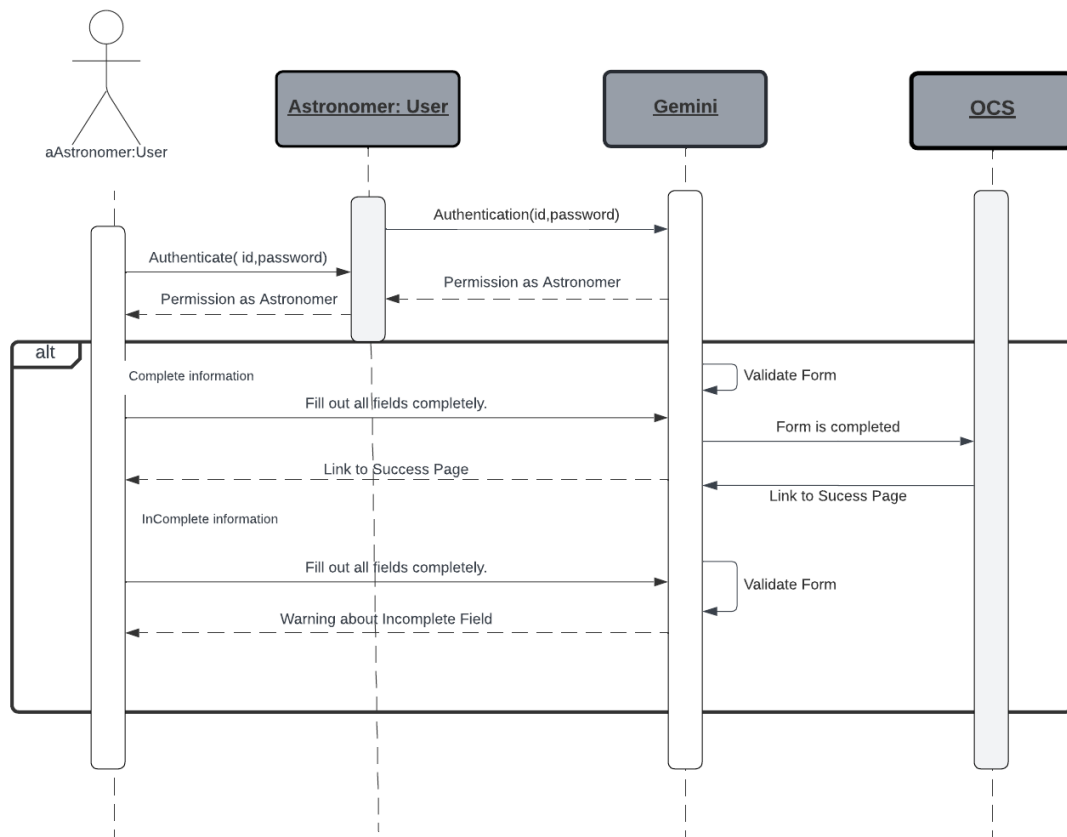 Astronomer: User
Gemini
OCS
aAstronomer:User
Authentication(id,password)
Authenticate( id,password)
Permission as Astronomer
Permission as Astronomer
alt
Complete information
Validate Form
Fill out all fields completely.
Form is completed
Link to Success Page
Link to Sucess Page
InComplete information
Fill out all fields completely.
Validate Form
Warning about Incomplete Field